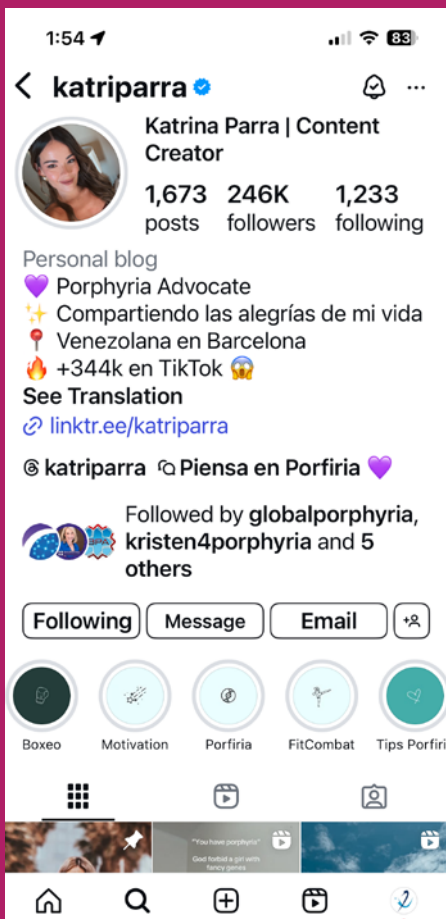 1:54
83
katriparra
Katrina Parra | Content
Creator
1,673 246K 1,233
posts followers following
Personal blog
💜 Porphyria Advocate
✨ Compartiendo las alegrías de mi vida
📍 Venezolana en Barcelona
🔥 +344k en TikTok 😱
See Translation
linktr.ee/katriparra
katriparra Piensa en Porfiria 💜
Followed by globalporphyria,
kristen4porphyria and 5
others
Following Message Email
Boxeo Motivation Porfiria FitCombat Tips Porfiri
"You have porphyria"
God forbid a girl with
fancy genes